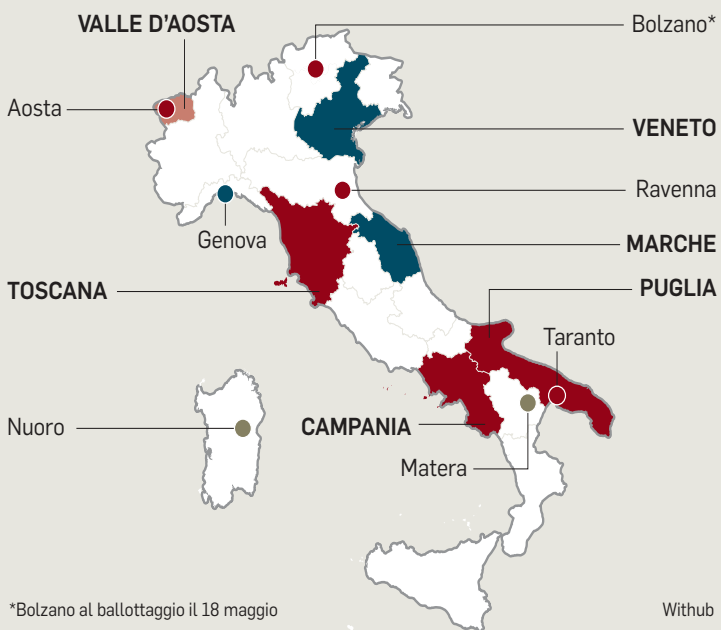 VALLE D'AOSTA
Bolzano*
Aosta
VENETO
Ravenna
Genova
MARCHE
TOSCANA
PUGLIA
Taranto
Nuoro
CAMPANIA
Matera
*Bolzano al ballottaggio il 18 maggio
Withub